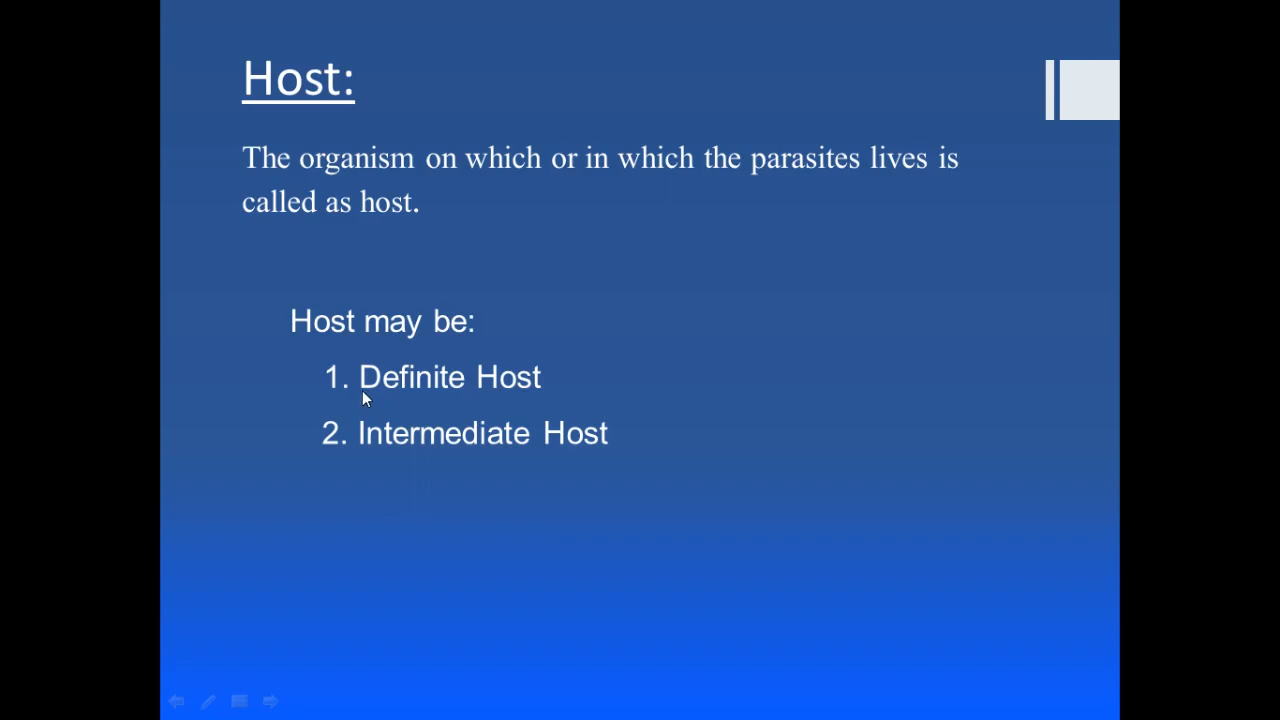 Host:
The organism on which or in which the parasites lives is
called as host.
Host may be:
1. Definite Host
2. Intermediate Host